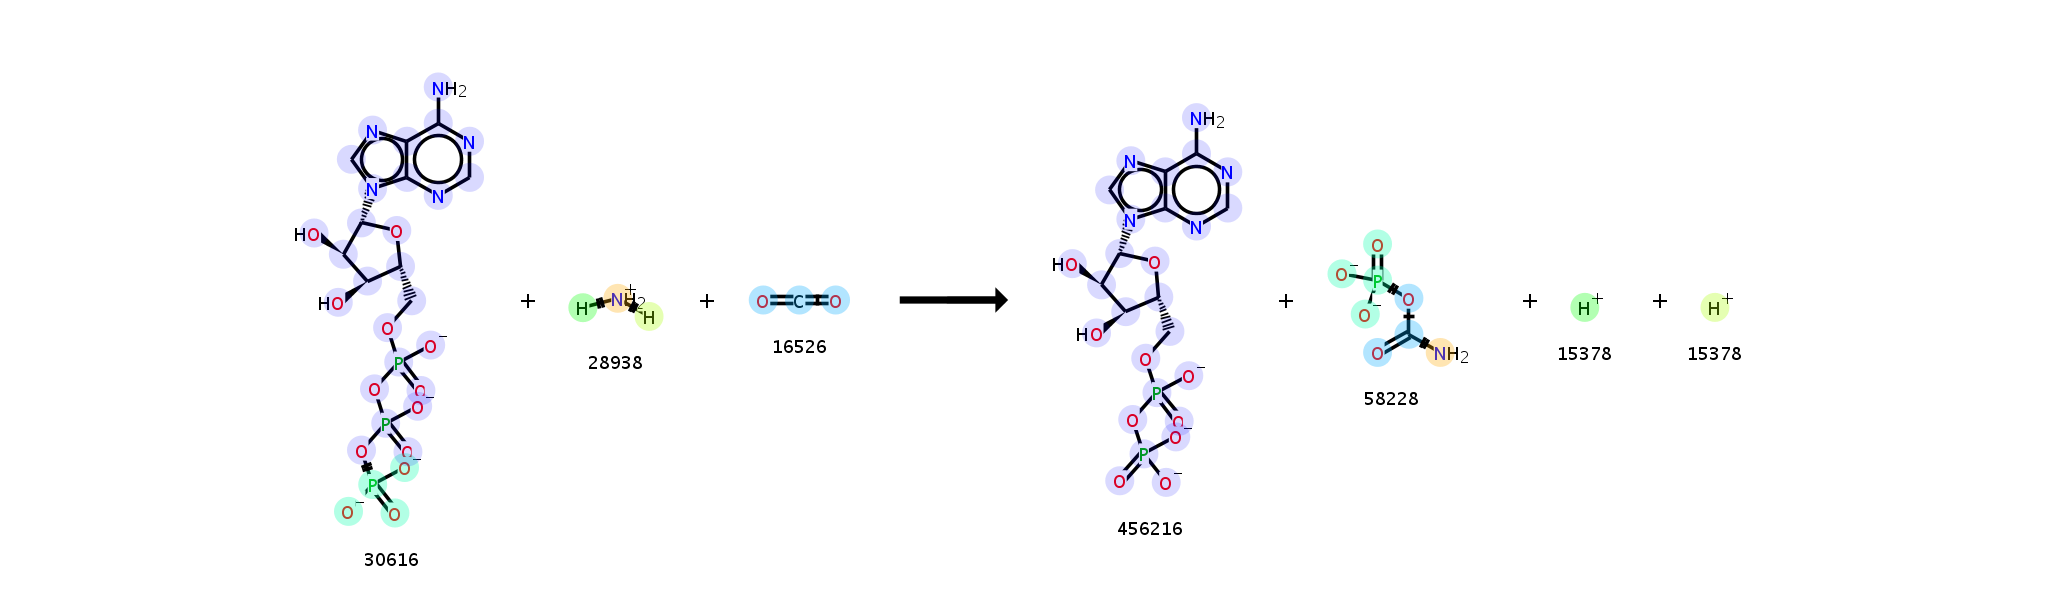 NH2
N
N
N
N
HO
O
HO
O
O−
P
O
O
O−
P
O
O
O−
P
O−
O
30616
+
H
NH2+
H
28938
+
O
C
O
16526
NH2
N
N
N
N
HO
O
HO
O
O−
P
O
O
O−
P
O
O−
456216
+
O
O−
P
O
O−
O
NH2
58228
+
H+
15378
+
H+
15378